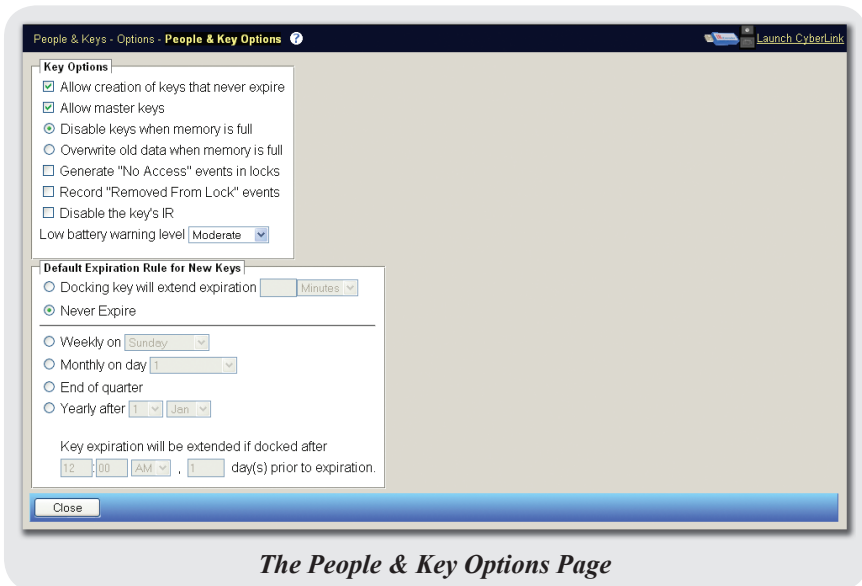 People & Keys - Options - People & Key Options ?
Launch CyberLink
Key Options
Allow creation of keys that never expire
Allow master keys
Disable keys when memory is full
Overwrite old data when memory is full
Generate "No Access" events in locks
Record "Removed From Lock" events
Disable the key's IR
Low battery warning level Moderate
Default Expiration Rule for New Keys
Docking key will extend expiration Minutes
Never Expire
Weekly on Sunday
Monthly on day 1
End of quarter
Yearly after 1 Jan
Key expiration will be extended if docked after
12 : 00 AM , 1 day(s) prior to expiration.
Close
The People & Key Options Page